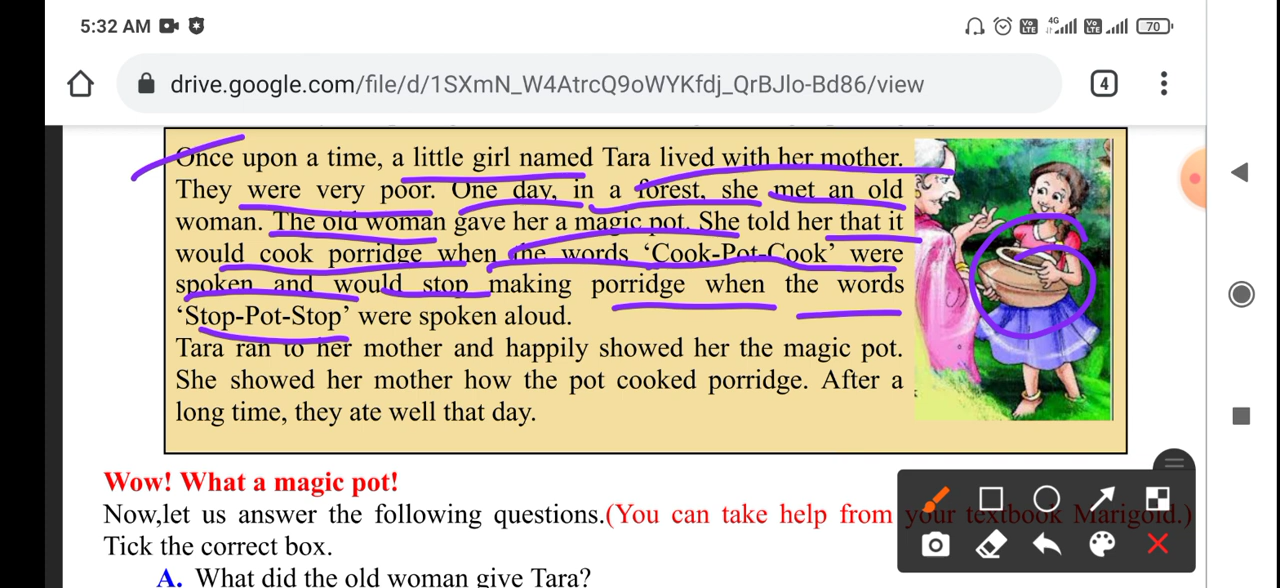 5:32 AM
4G
70
drive.google.com/file/d/1SXmN_W4AtrcQ9oWYKfdj_QrBJlo-Bd86/view
4
Once upon a time, a little girl named Tara lived with her mother.
They were very poor. One day, in a forest, she met an old
woman. The old woman gave her a magic pot. She told her that it
would cook porridge when the words ‘Cook-Pot-Cook’ were
spoken and would stop making porridge when the words
‘Stop-Pot-Stop’ were spoken aloud.
Tara ran to her mother and happily showed her the magic pot.
She showed her mother how the pot cooked porridge. After a
long time, they ate well that day.
Wow! What a magic pot!
Now,let us answer the following questions.(You can take help from your textbook Marigold.)
Tick the correct box.
A. What did the old woman give Tara?